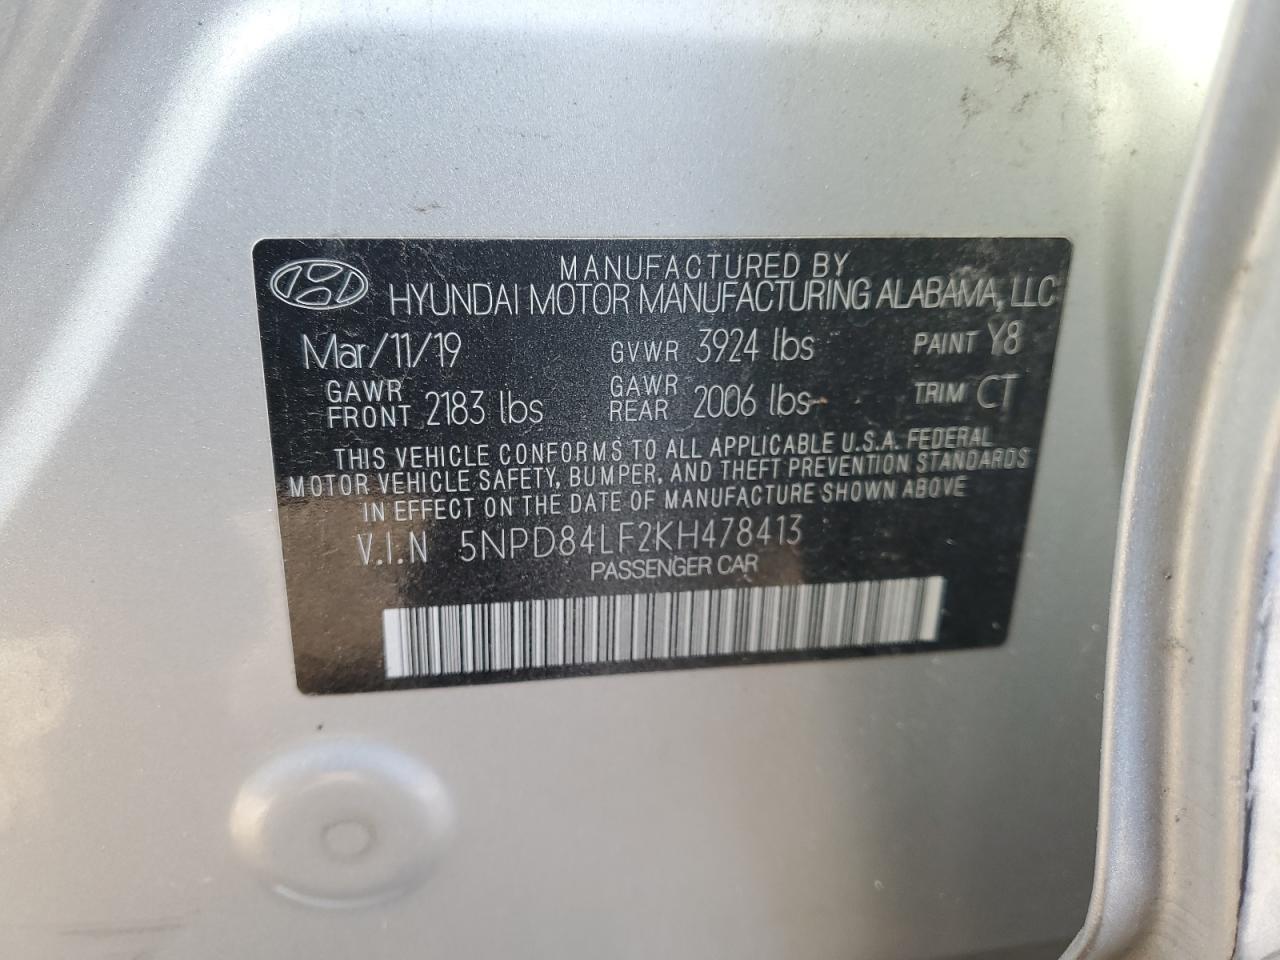 MANUFACTURED BY
HYUNDAI MOTOR MANUFACTURING ALABAMA, LLC
Mar/11/19 GVWR 3924 lbs PAINT Y8
GAWR FRONT 2183 lbs GAWR REAR 2006 lbs TRIM CT
THIS VEHICLE CONFORMS TO ALL APPLICABLE U.S.A. FEDERAL
MOTOR VEHICLE SAFETY, BUMPER, AND THEFT PREVENTION STANDARDS
IN EFFECT ON THE DATE OF MANUFACTURE SHOWN ABOVE
V.I.N 5NPD84LF2KH478413
PASSENGER CAR